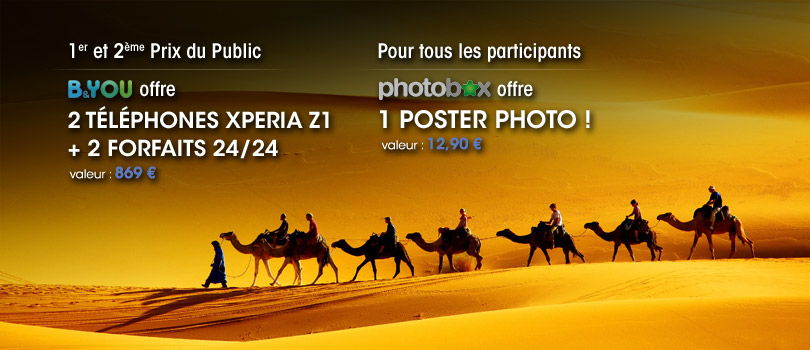 1er et 2ème Prix du Public
B&YOU offre
2 TÉLÉPHONES XPERIA Z1
+ 2 FORFAITS 24/24
valeur : 869 €
Pour tous les participants
photobox offre
1 POSTER PHOTO !
valeur : 12,90 €